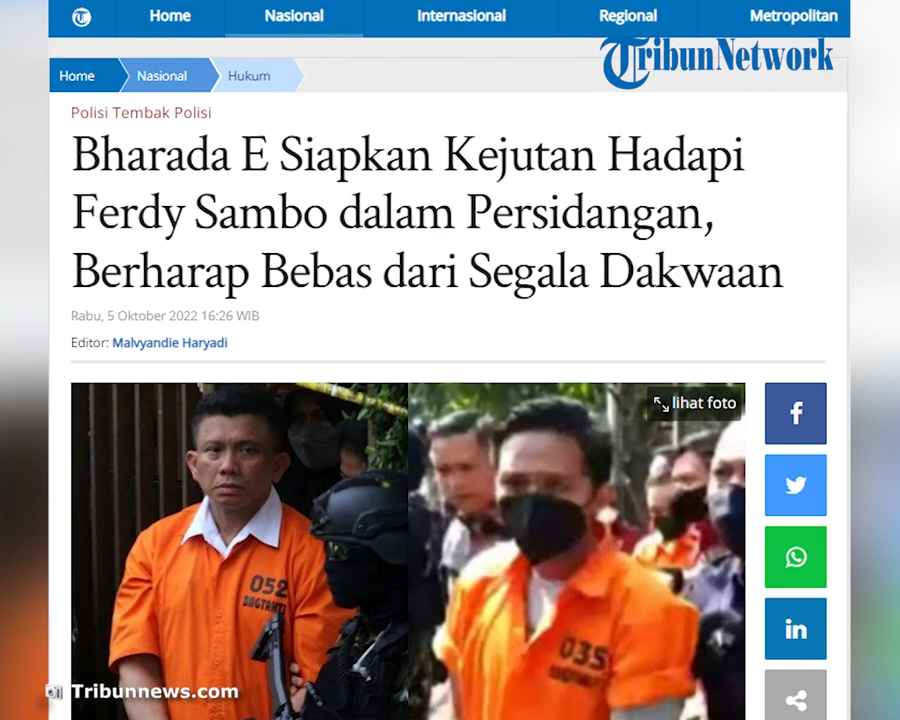 Home Nasional Internasional Regional Metropolitan
TribunNetwork
Home Nasional Hukum
Polisi Tembak Polisi
Bharada E Siapkan Kejutan Hadapi
Ferdy Sambo dalam Persidangan,
Berharap Bebas dari Segala Dakwaan
Rabu, 5 Oktober 2022 16:26 WIB
Editor: Malvyandie Haryadi
lihat foto
052
BAGTAHTI
035
Tribunnews.com